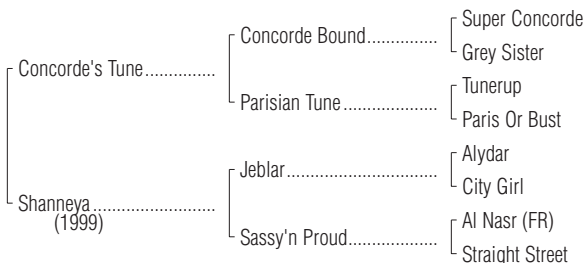 Super Concorde
Concorde Bound
Grey Sister
Concorde's Tune
Tunerup
Parisian Tune
Paris Or Bust
Alydar
Jeblar
City Girl
Shanneya
(1999)
Al Nasr (FR)
Sassy'n Proud
Straight Street